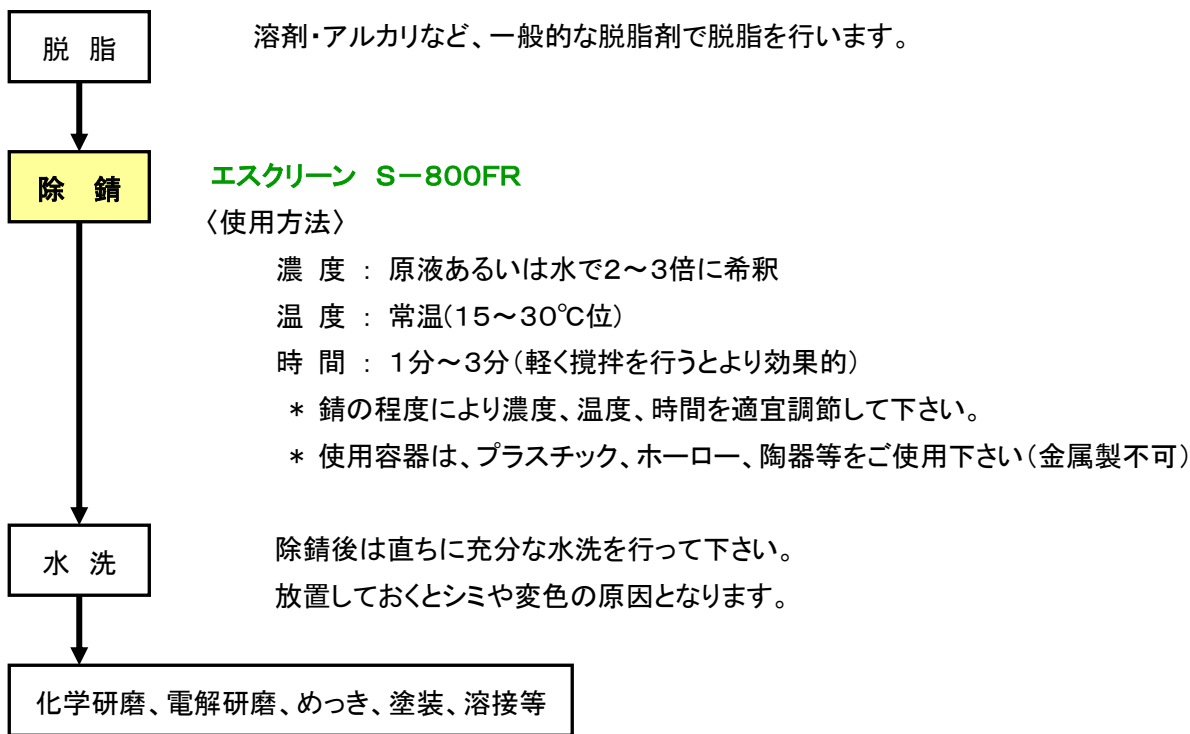 脱 脂
溶剤・アルカリなど、一般的な脱脂剤で脱脂を行います。
除 錆
エスクリーン S－800FR
〈使用方法〉
濃 度 : 原液あるいは水で2～3倍に希釈
温 度 : 常温(15～30℃位)
時 間 : 1分～3分(軽く撹拌を行うとより効果的)
* 錆の程度により濃度、温度、時間を適宜調節して下さい。
* 使用容器は、プラスチック、ホーロー、陶器等をご使用下さい(金属製不可)
水 洗
除錆後は直ちに充分な水洗を行って下さい。
放置しておくとシミや変色の原因となります。
化学研磨、電解研磨、めっき、塗装、溶接等